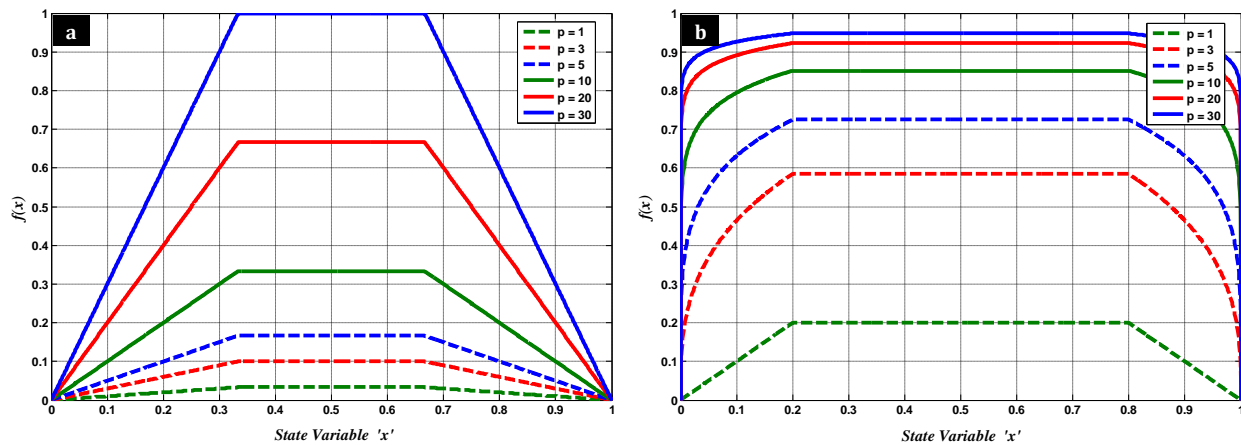 a
p = 1
p = 3
p = 5
p = 10
p = 20
p = 30
1
0.9
0.8
0.7
0.6
0.5
0.4
0.3
0.2
0.1
0
f(x)
0 0.1 0.2 0.3 0.4 0.5 0.6 0.7 0.8 0.9 1
State Variable 'x'
b
p = 1
p = 3
p = 5
p = 10
p = 20
p = 30
1
0.9
0.8
0.7
0.6
0.5
0.4
0.3
0.2
0.1
0
f(x)
0 0.1 0.2 0.3 0.4 0.5 0.6 0.7 0.8 0.9 1
State Variable 'x'